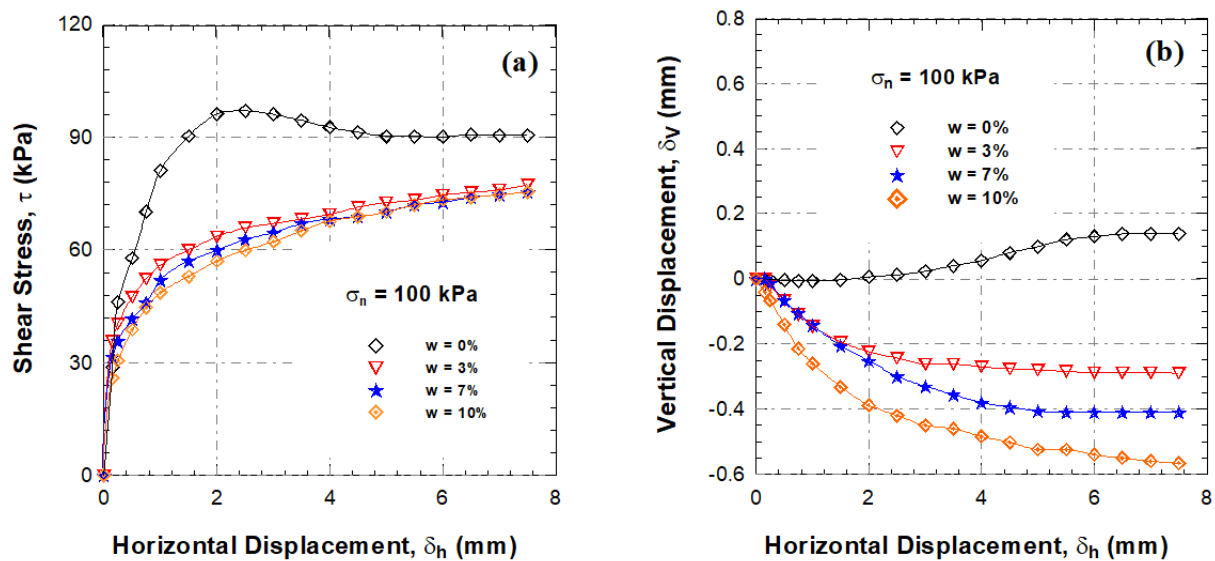 (a)
Shear Stress, τ (kPa)
120
90
60
30
0
σn = 100 kPa
w = 0%
w = 3%
w = 7%
w = 10%
0 2 4 6 8
Horizontal Displacement, δh (mm)
(b)
Vertical Displacement, δv (mm)
0.8
0.6
0.4
0.2
0
-0.2
-0.4
-0.6
σn = 100 kPa
w = 0%
w = 3%
w = 7%
w = 10%
0 2 4 6 8
Horizontal Displacement, δh (mm)